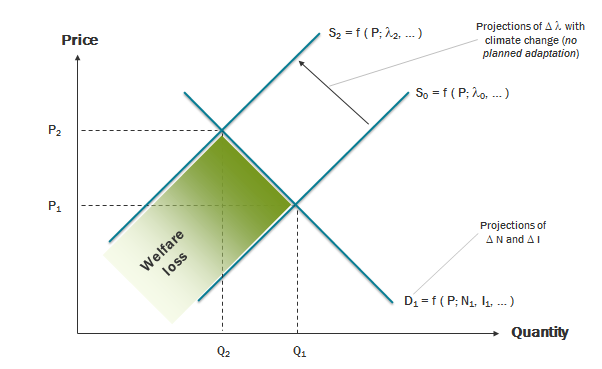 Price
S₂ = f ( P; λ₂, ... )
Projections of Δ λ with
climate change (no
planned adaptation)
S₀ = f ( P; λ₀, ... )
P₂
P₁
Welfare
loss
Projections of
Δ N and Δ I
D₁ = f ( P; N₁, I₁, ... )
Quantity
Q₂
Q₁